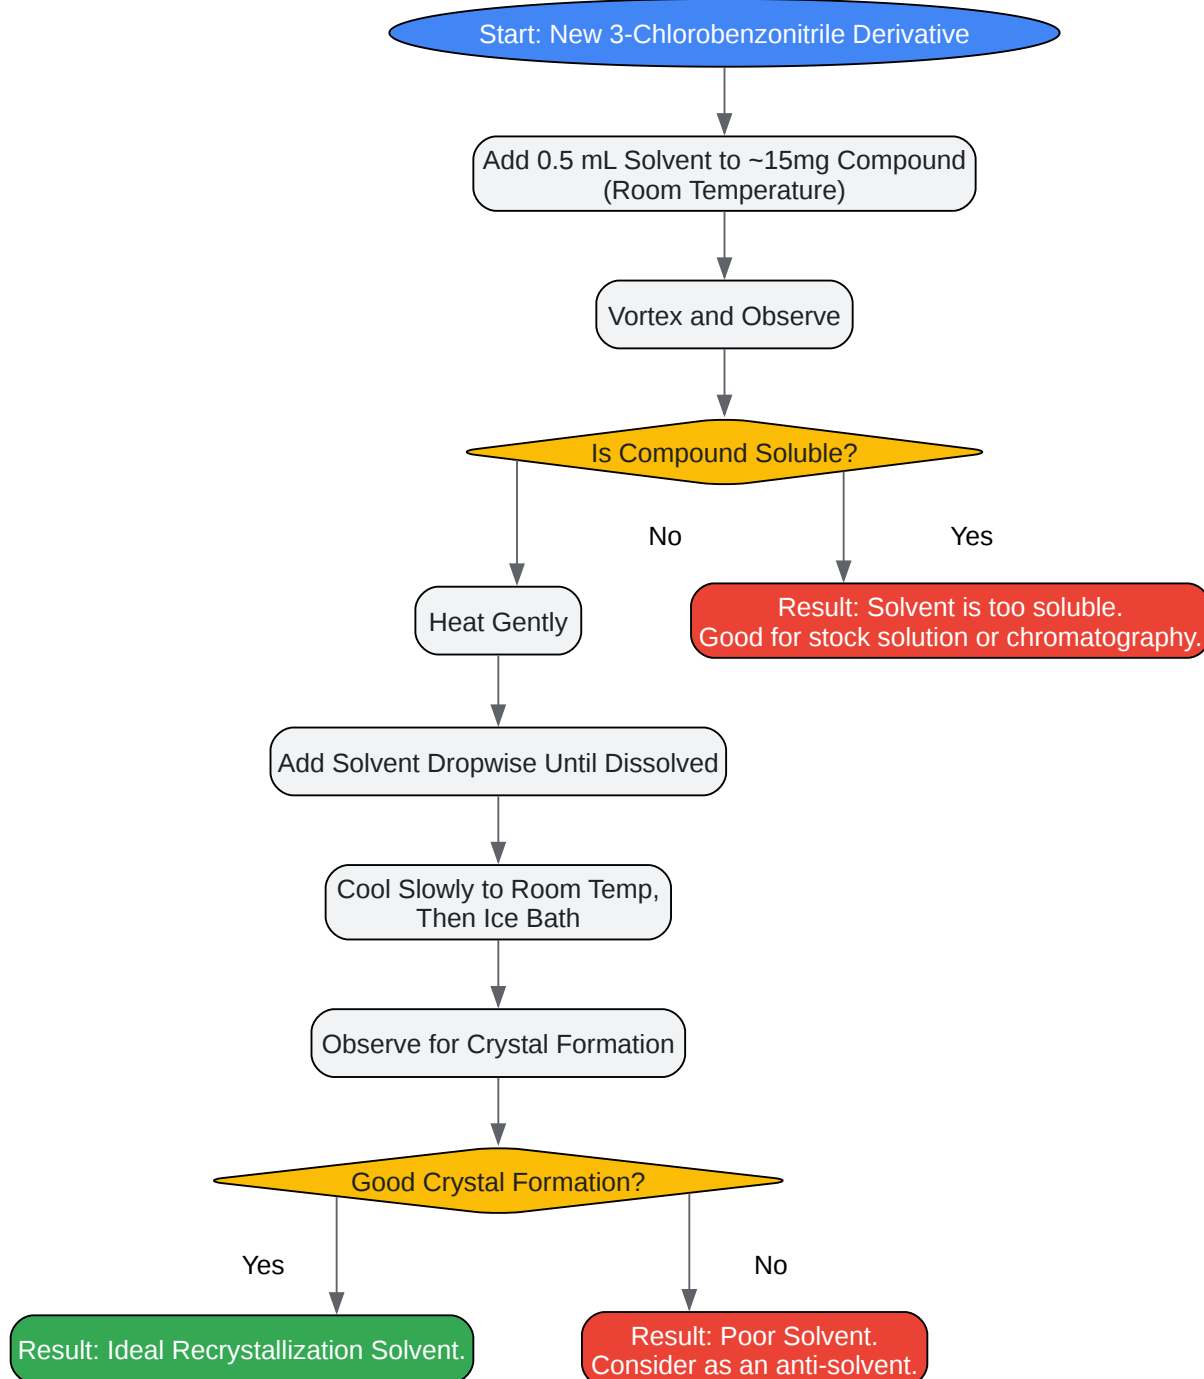 Start: New 3-Chlorobenzonitrile Derivative
Add 0.5 mL Solvent to ~15mg Compound
(Room Temperature)
Vortex and Observe
Is Compound Soluble?
No
Yes
Heat Gently
Result: Solvent is too soluble.
Good for stock solution or chromatography.
Add Solvent Dropwise Until Dissolved
Cool Slowly to Room Temp,
Then Ice Bath
Observe for Crystal Formation
Good Crystal Formation?
Yes
No
Result: Ideal Recrystallization Solvent.
Result: Poor Solvent.
Consider as an anti-solvent.